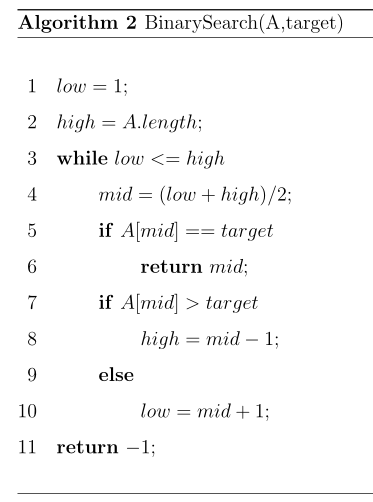 Algorithm 2 BinarySearch(A,target)
1 low = 1;
2 high = A.length;
3 while low <= high
4 mid = (low + high)/2;
5 if A[mid] == target
6 return mid;
7 if A[mid] > target
8 high = mid − 1;
9 else
10 low = mid + 1;
11 return −1;